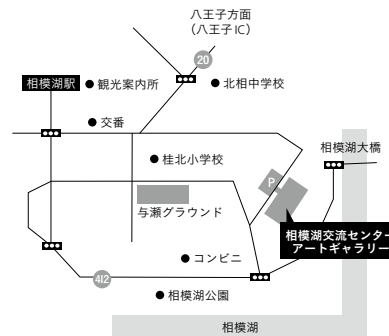 八王子方面
（八王子IC）
20
相模湖駅
● 観光案内所
● 北相中学校
● 交番
相模湖大橋
● 桂北小学校
P
与瀬グラウンド
相模湖交流センター
アートギャラリー
● コンビニ
412
● 相模湖公園
相模湖